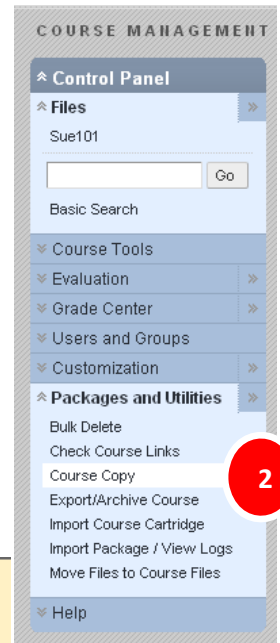 COURSE MANAGEMENT
Control Panel
Files
Sue101
Go
Basic Search
Course Tools
Evaluation
Grade Center
Users and Groups
Customization
Packages and Utilities
Bulk Delete
Check Course Links
Course Copy
2
Export/Archive Course
Import Course Cartridge
Import Package / View Logs
Move Files to Course Files
Help